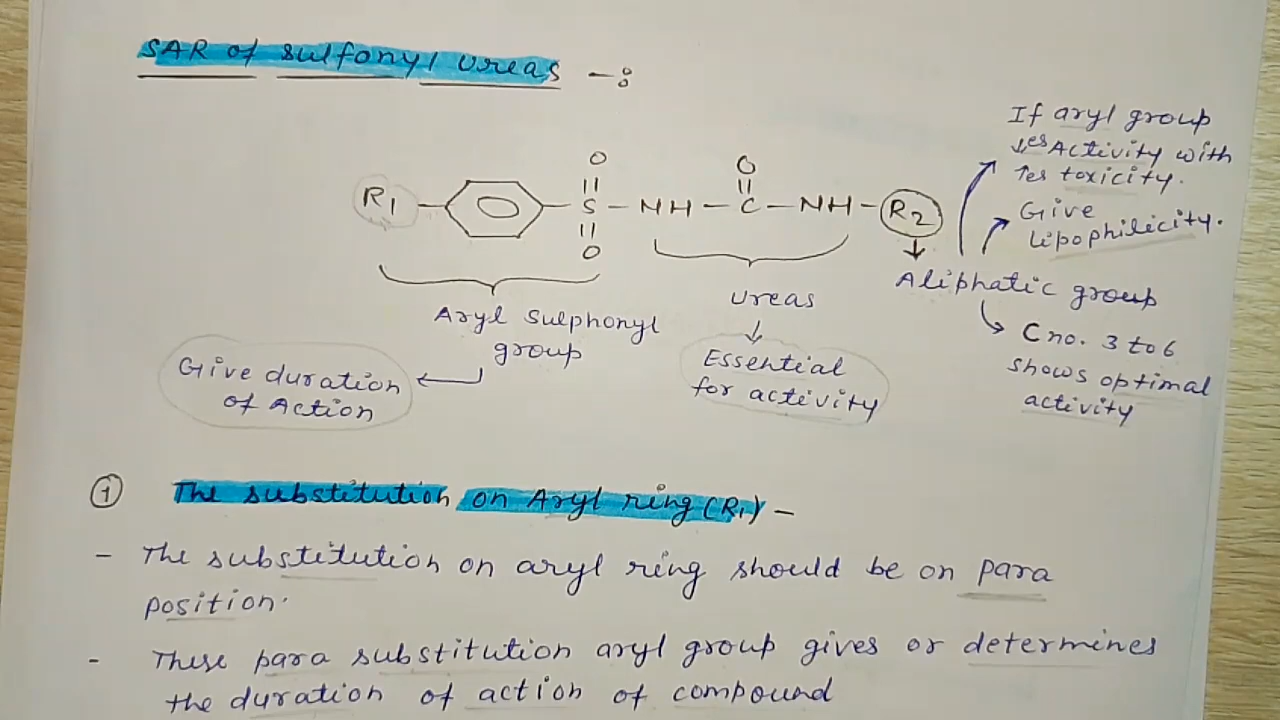 SAR of sulfonyl ureas -:
If aryl group
↓es Activity with
↑es toxicity.
Give
lipophilicity.
O
O
R1 - S - NH - C - NH - R2
O
Aliphatic group
ureas
Aryl sulphonyl
group
C no. 3 to 6
shows optimal
activity
Essential
for activity
Give duration
of Action
① The substitution on Aryl ring (R1) -
- The substitution on aryl ring should be on para
position.
- These para substitution aryl group gives or determines
the duration of action of compound